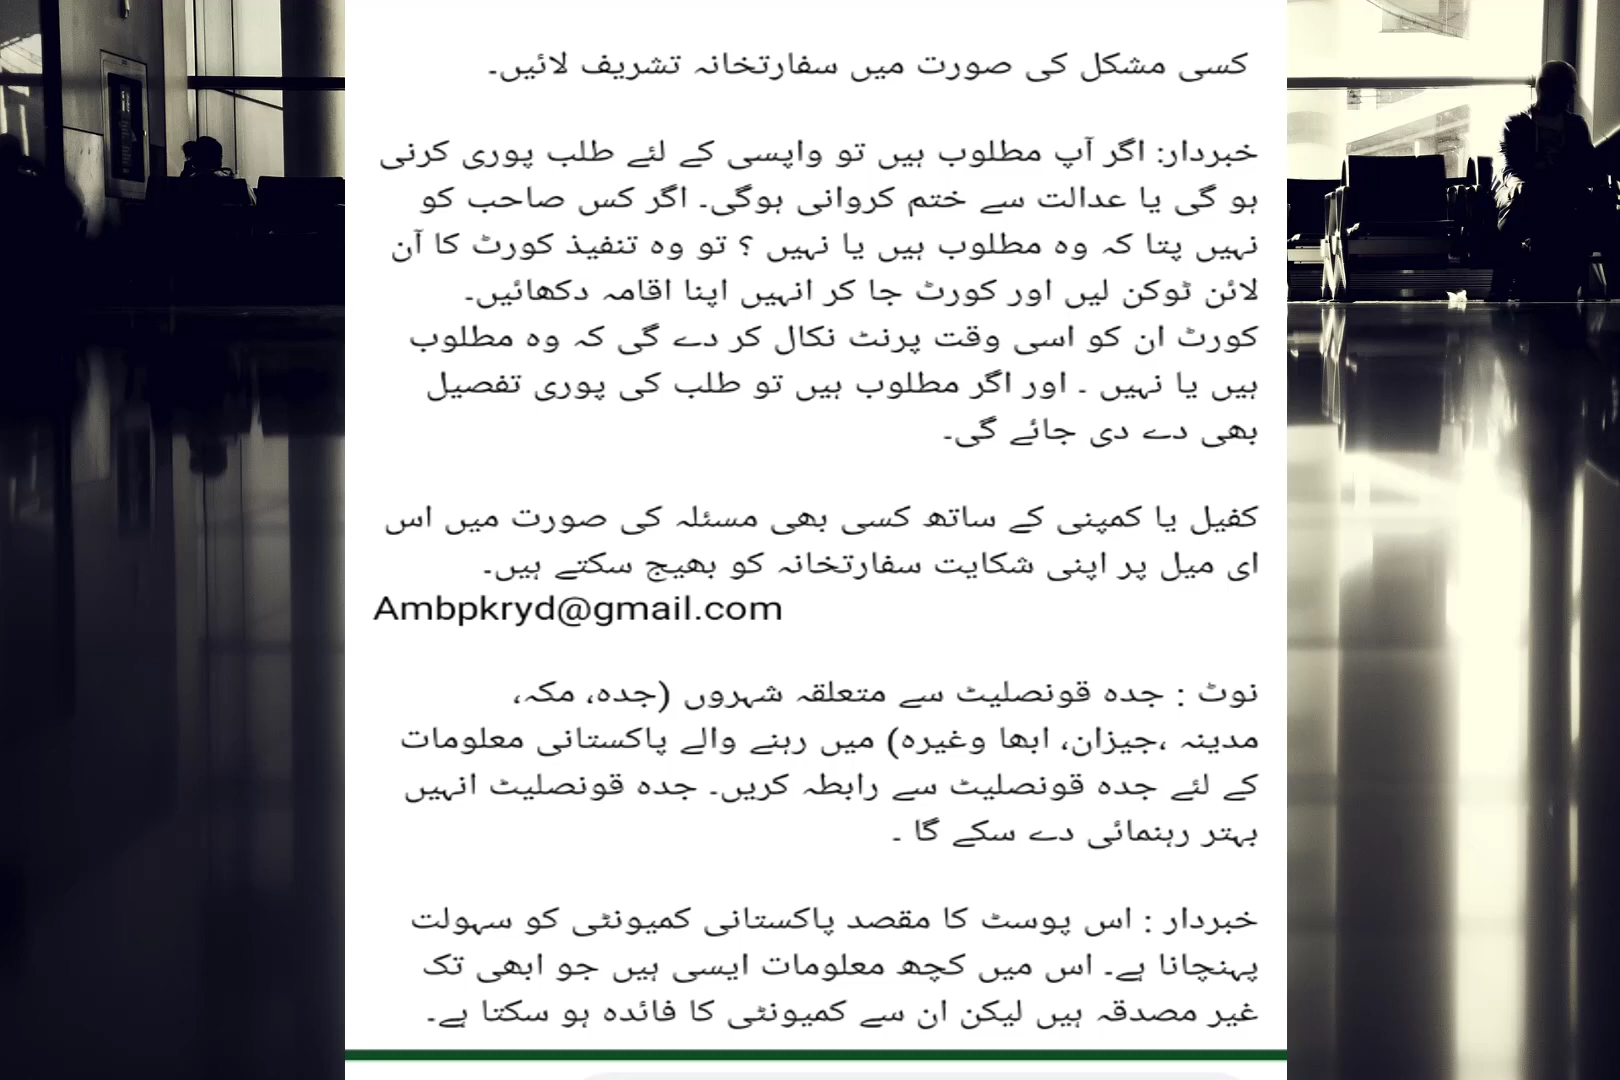 کسی مشکل کی صورت میں سفارتخانہ تشریف لائیں۔
خبردار: اگر آپ مطلوب ہیں تو واپسی کے لئے طلب پوری کرنی
ہو گی یا عدالت سے ختم کروانی ہوگی۔ اگر کس صاحب کو
نہیں پتا کہ وہ مطلوب ہیں یا نہیں ؟ تو وہ تنفیذ کورٹ کا آن
لائن ٹوکن لیں اور کورٹ جا کر انہیں اپنا اقامہ دکھائیں۔
کورٹ ان کو اسی وقت پرنٹ نکال کر دے گی کہ وہ مطلوب
ہیں یا نہیں ۔ اور اگر مطلوب ہیں تو طلب کی پوری تفصیل
بھی دے دی جائے گی۔
کفیل یا کمپنی کے ساتھ کسی بھی مسئلہ کی صورت میں اس
ای میل پر اپنی شکایت سفارتخانہ کو بھیج سکتے ہیں۔
Ambpkryd@gmail.com
نوٹ : جدہ قونصلیٹ سے متعلقہ شہروں (جدہ، مکہ،
مدینہ ،جیزان، ابھا وغیرہ) میں رہنے والے پاکستانی معلومات
کے لئے جدہ قونصلیٹ سے رابطہ کریں۔ جدہ قونصلیٹ انہیں
بہتر رہنمائی دے سکے گا ۔
خبردار : اس پوسٹ کا مقصد پاکستانی کمیونٹی کو سہولت
پہنچانا ہے۔ اس میں کچھ معلومات ایسی ہیں جو ابھی تک
غیر مصدقہ ہیں لیکن ان سے کمیونٹی کا فائدہ ہو سکتا ہے۔